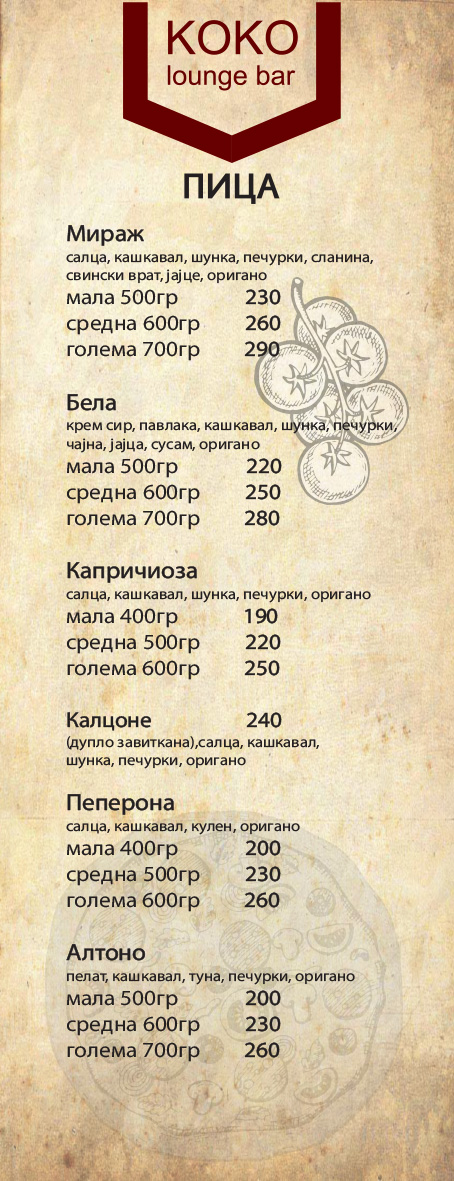 KOKO
lounge bar
ПИЦА
Мираж
салца, кашкавал, шунка, печурки, сланина,
свински врат, јајце, оригано
мала 500гр 230
средна 600гр 260
голема 700гр 290
Бела
крем сир, павлака, кашкавал, шунка, печурки,
чајна, јајца, сусам, оригано
мала 500гр 220
средна 600гр 250
голема 700гр 280
Капричиоза
салца, кашкавал, шунка, печурки, оригано
мала 400гр 190
средна 500гр 220
голема 600гр 250
Калцоне 240
(дупло завиткана),салца, кашкавал,
шунка, печурки, оригано
Пеперона
салца, кашкавал, кулен, оригано
мала 400гр 200
средна 500гр 230
голема 600гр 260
Алтоно
пелат, кашкавал, туна, печурки, оригано
мала 500гр 200
средна 600гр 230
голема 700гр 260